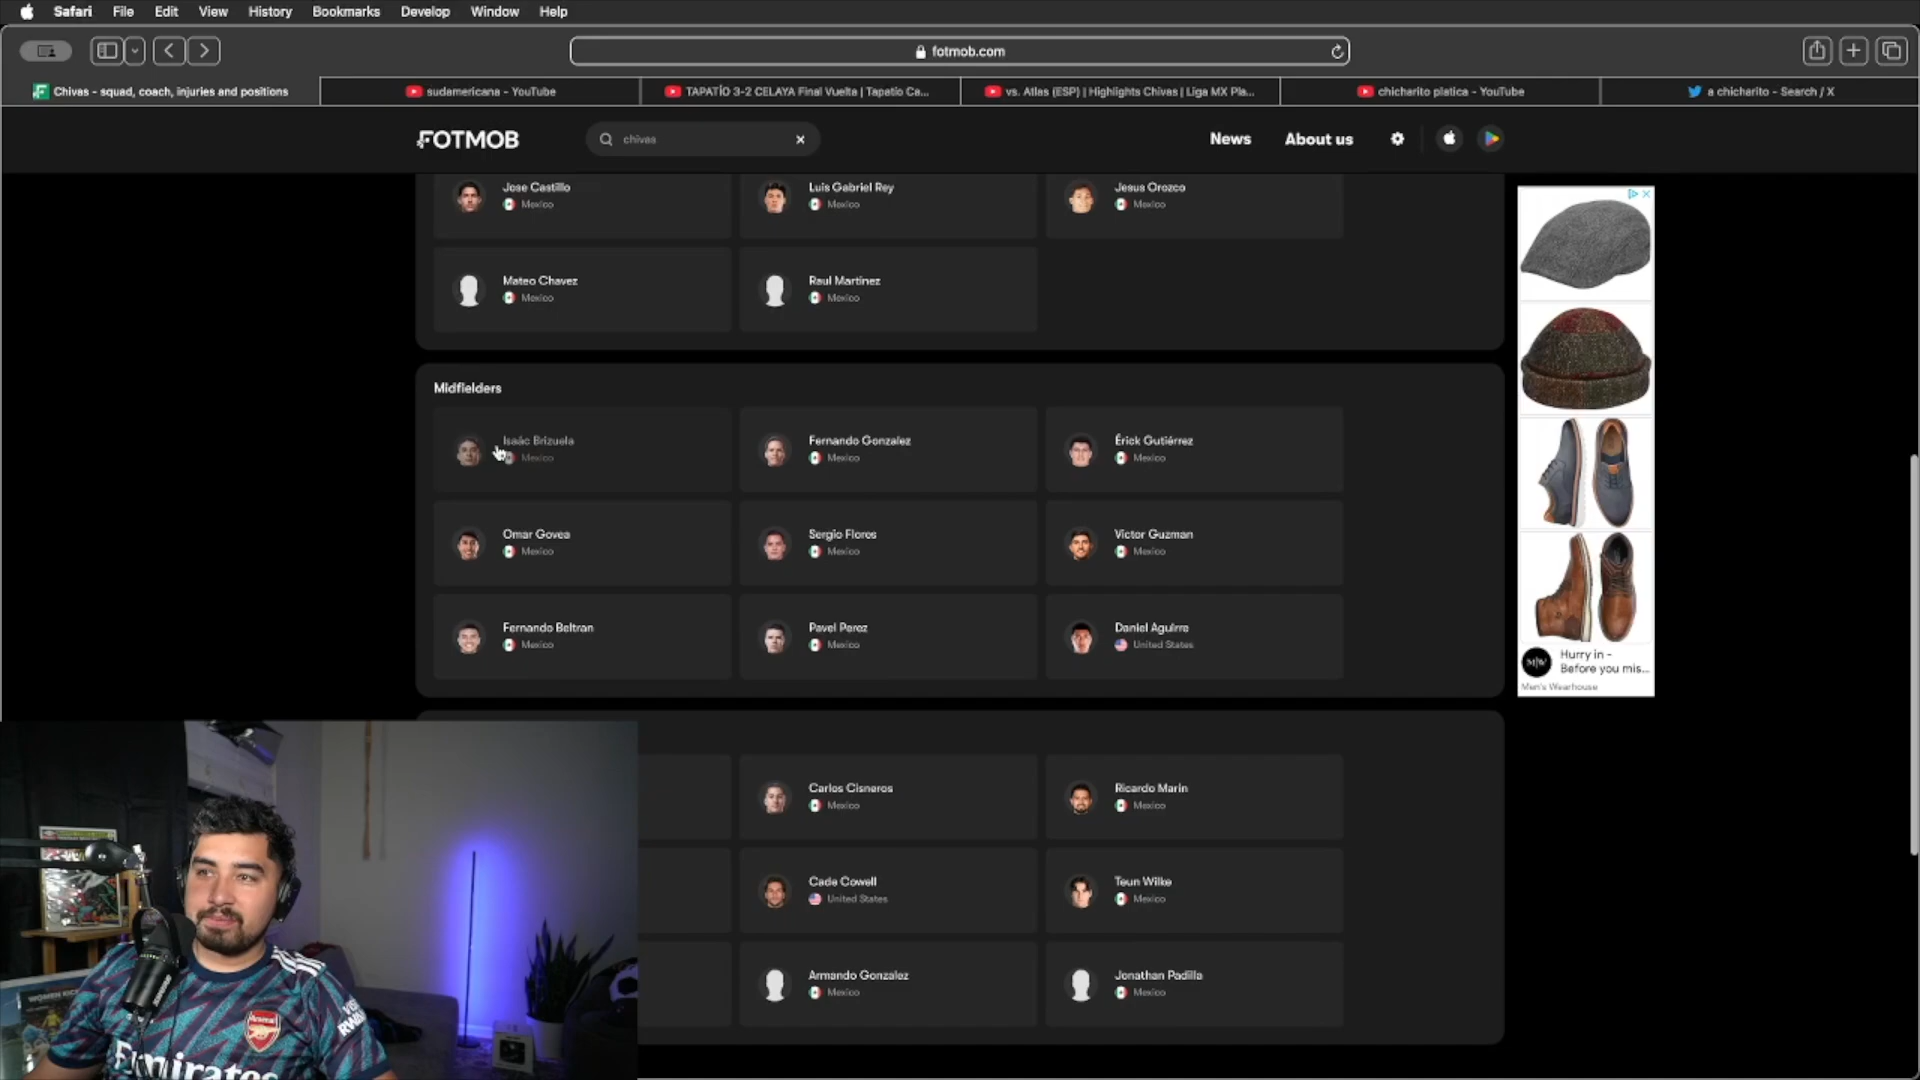 Safari File Edit View History Bookmarks Develop Window Help
fotmob.com
Chivas - squad, coach, injuries and positions
sudamericana - YouTube
TAPATÍO 3-2 CELAYA Final Vuelta | Tapatio Ca...
vs. Atlas (ESP) | Highlights Chivas | Liga MX Pla...
chicharito platica - YouTube
a chicharito - Search / X
FOTMOB
chivas
News
About us
Jose Castillo
Mexico
Luis Gabriel Rey
Mexico
Jesus Orozco
Mexico
Mateo Chavez
Mexico
Raul Martinez
Mexico
Midfielders
Isaác Brizuela
Mexico
Fernando Gonzalez
Mexico
Érick Gutiérrez
Mexico
Omar Govea
Mexico
Sergio Flores
Mexico
Victor Guzman
Mexico
Fernando Beltran
Mexico
Pavel Perez
Mexico
Daniel Aguirre
United States
Carlos Cisneros
Mexico
Ricardo Marin
Mexico
Cade Cowell
United States
Teun Wilke
Mexico
Armando Gonzalez
Mexico
Jonathan Padilla
Mexico
M|W
Hurry in -
Before you mis...
Men's Wearhouse
Arsenal
Emirates